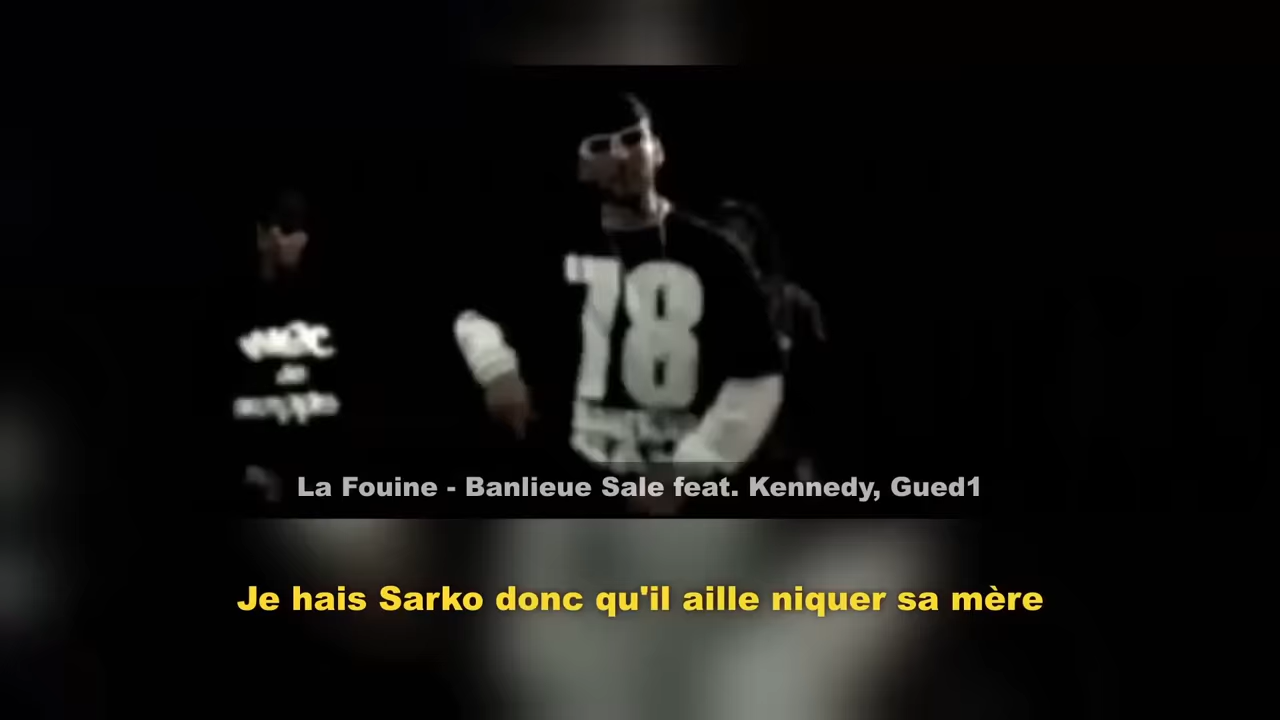 78
La Fouine - Banlieue Sale feat. Kennedy, Gued1
Je hais Sarko donc qu'il aille niquer sa mère